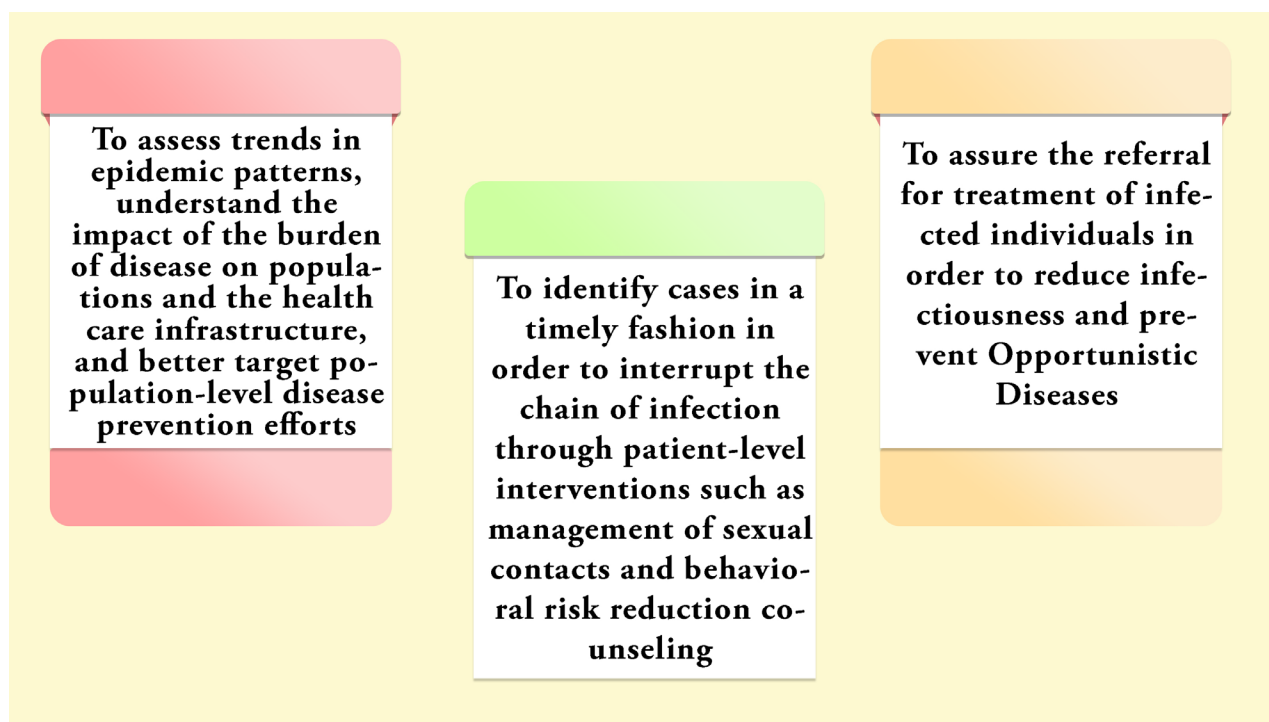 To assess trends in
epidemic patterns,
understand the
impact of the burden
of disease on popula-
tions and the health
care infrastructure,
and better target po-
pulation-level disease
prevention efforts
To identify cases in a
timely fashion in
order to interrupt the
chain of infection
through patient-level
interventions such as
management of sexual
contacts and behavio-
ral risk reduction co-
unseling
To assure the referral
for treatment of infe-
cted individuals in
order to reduce infe-
ctiousness and pre-
vent Opportunistic
Diseases